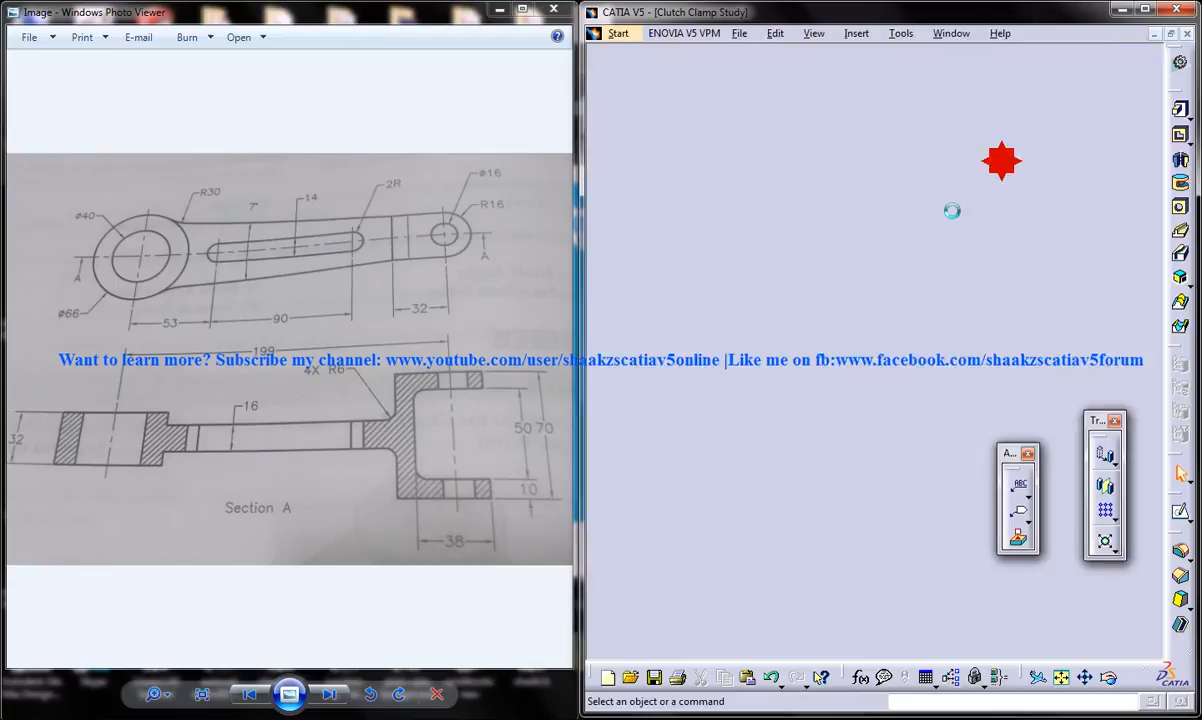 Image - Windows Photo Viewer
File Print E-mail Burn Open
CATIA V5 - [Clutch Clamp Study]
Start ENOVIA V5 VPM File Edit View Insert Tools Window Help
ø16
2R
R30
14
R16
7°
ø40
A
A
ø66
32
53
90
199
Want to learn more? Subscribe my channel: www.youtube.com/user/shaakzscatiav5online |Like me on fb:www.facebook.com/shaakzscatiav5forum
4x R6
16
32
50 70
10
Section A
38
A...
ABC
Tr...
f(x)
CATIA
Select an object or a command